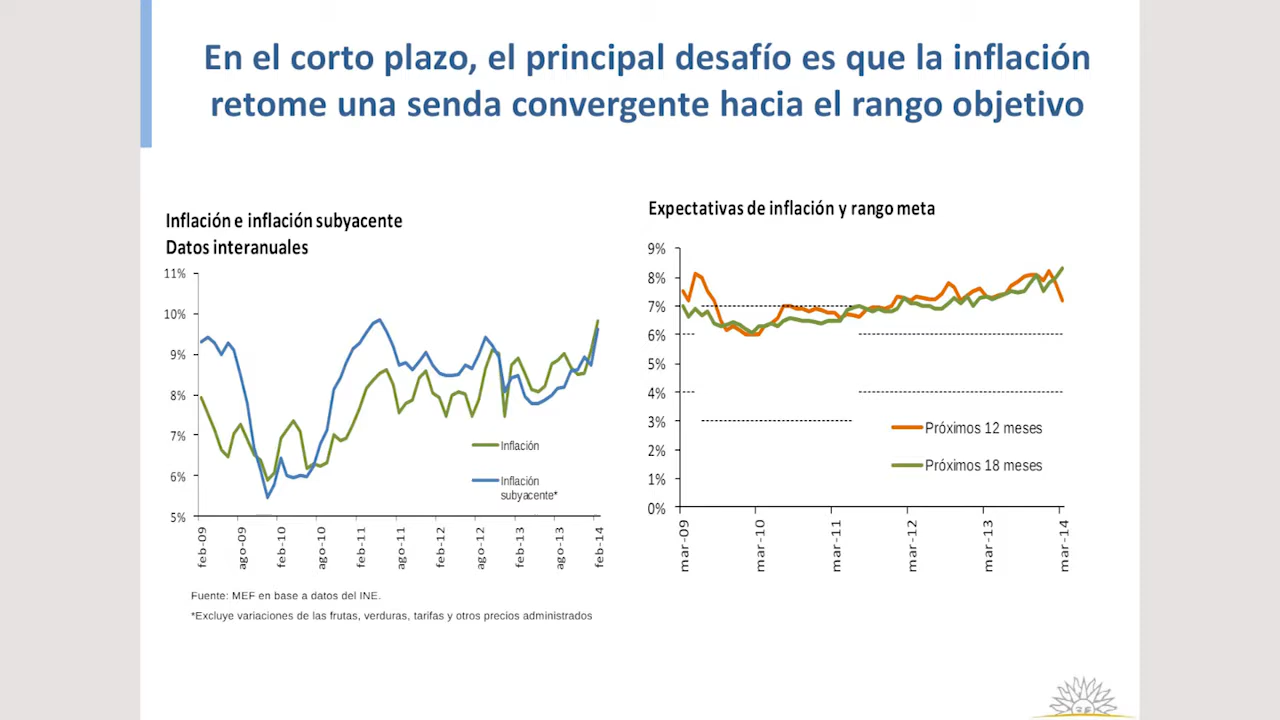 En el corto plazo, el principal desafío es que la inflación
retome una senda convergente hacia el rango objetivo
Inflación e inflación subyacente
Datos interanuales
11%
10%
9%
8%
7%
6%
5%
feb-09
ago-09
feb-10
ago-10
feb-11
ago-11
feb-12
ago-12
feb-13
ago-13
feb-14
Inflación
Inflación
subyacente*
Fuente: MEF en base a datos del INE.
*Excluye variaciones de las frutas, verduras, tarifas y otros precios administrados
Expectativas de inflación y rango meta
9%
8%
7%
6%
5%
4%
3%
2%
1%
0%
mar-09
mar-10
mar-11
mar-12
mar-13
mar-14
Próximos 12 meses
Próximos 18 meses